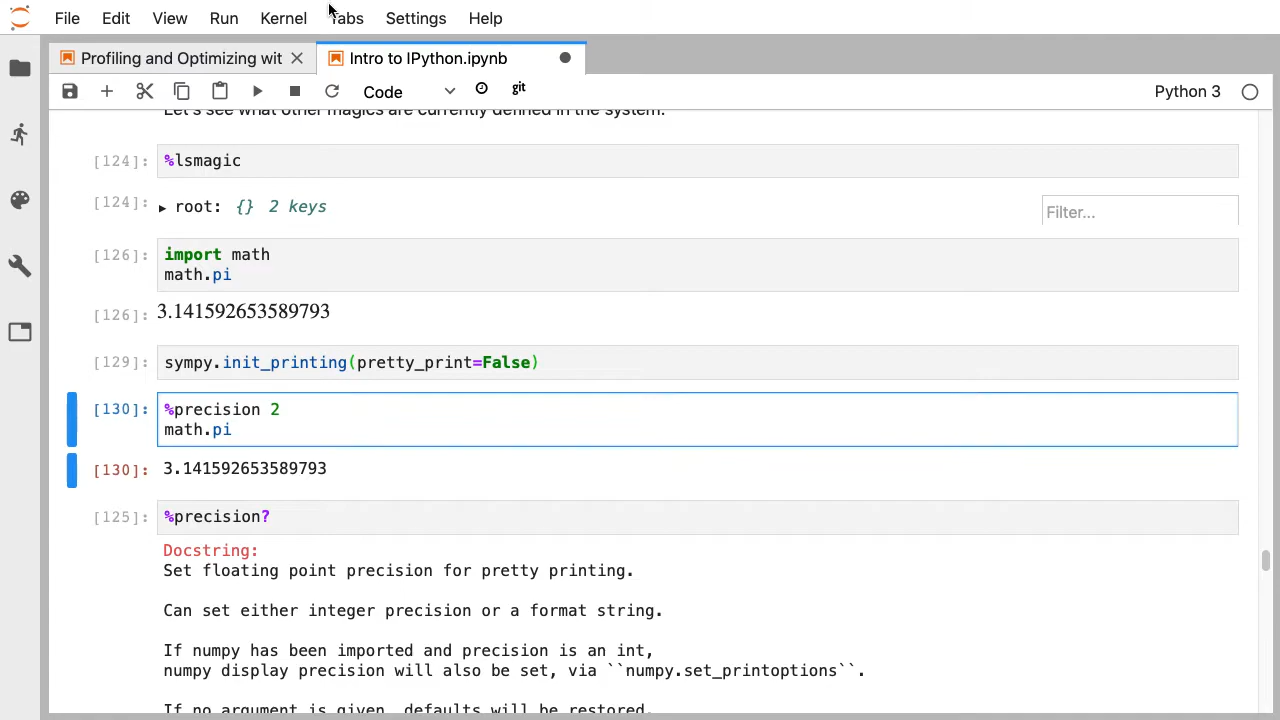 File Edit View Run Kernel Tabs Settings Help
Profiling and Optimizing wit
Intro to IPython.ipynb
Code
git
Python 3
Let's see what other magics are currently defined in the system.
[124]: %lsmagic
[124]: root: {} 2 keys
Filter...
[126]: import math
math.pi
[126]: 3.141592653589793
[129]: sympy.init_printing(pretty_print=False)
[130]: %precision 2
math.pi
[130]: 3.141592653589793
[125]: %precision?
Docstring:
Set floating point precision for pretty printing.
Can set either integer precision or a format string.
If numpy has been imported and precision is an int,
numpy display precision will also be set, via ``numpy.set_printoptions``.
If no argument is given, defaults will be restored.